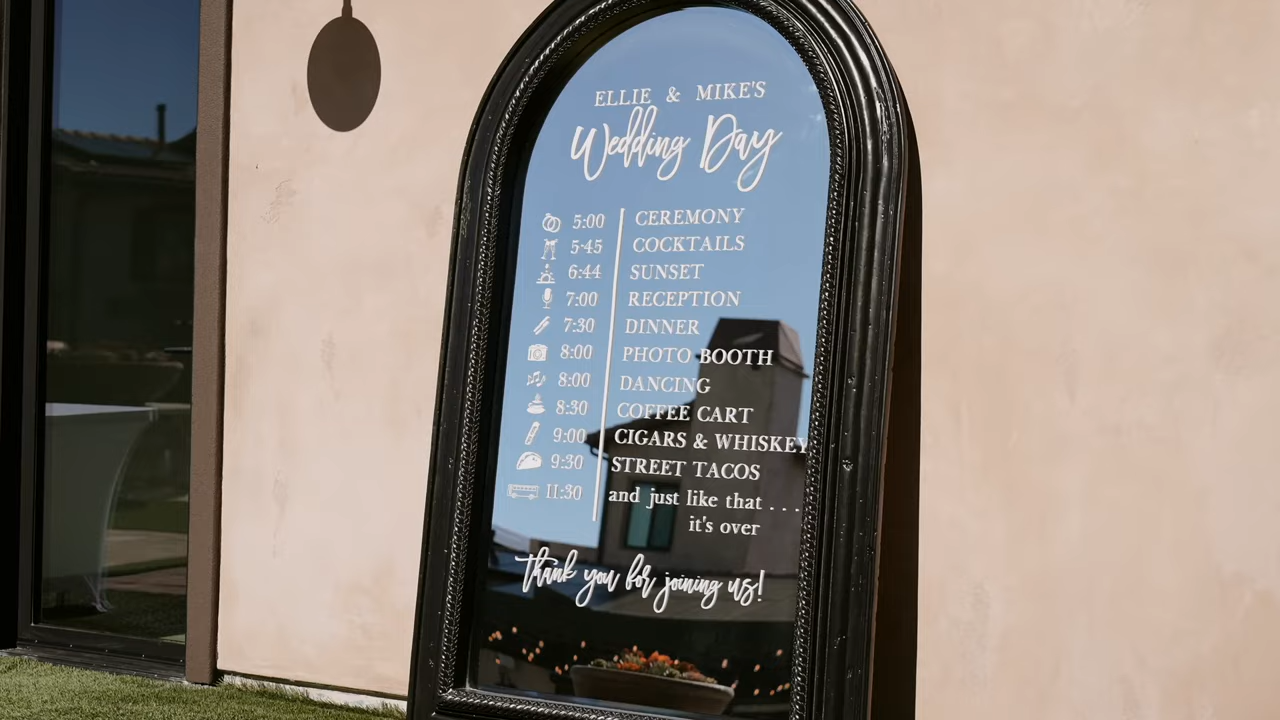 ELLIE & MIKE'S
Wedding Day
5:00 CEREMONY
5:45 COCKTAILS
6:44 SUNSET
7:00 RECEPTION
7:30 DINNER
8:00 PHOTO BOOTH
8:00 DANCING
8:30 COFFEE CART
9:00 CIGARS & WHISKEY
9:30 STREET TACOS
11:30 and just like that . . .
it's over
thank you for joining us!